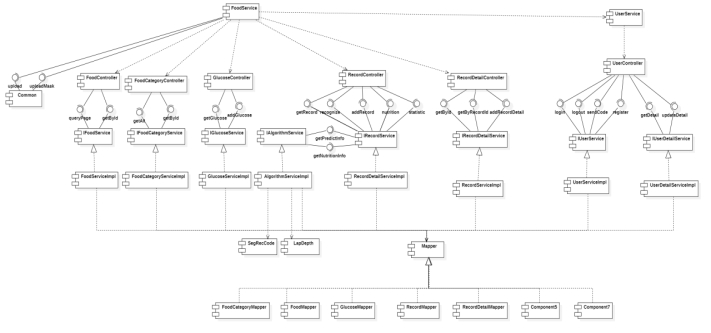 FoodService
UserService
FoodController
FoodCategoryController
GlucoseController
RecordController
RecordDetailController
UserController
upload
uploadMask
Common
queryPage
getById
getAll
getById
getGlucose
addGlucose
getRecord
recognize
addRecord
nutrition
statistic
getById
getByRecordId
addRecordDetail
login
logout
sendCode
register
getDetail
updateDetail
IFoodService
IFoodCategoryService
IGlucoseService
IAlgorithmService
getPredictInfo
getNutritionInfo
IRecordService
IRecordDetailService
IUserService
IUserDetailService
FoodServiceImpl
FoodCategoryServiceImpl
GlucoseServiceImpl
AlgorithmServiceImpl
RecordDetailServiceImpl
RecordServiceImpl
UserServiceImpl
UserDetailServiceImpl
SegRecCode
LapDepth
Mapper
FoodCategoryMapper
FoodMapper
GlucoseMapper
RecordMapper
RecordDetailMapper
Component5
Component7